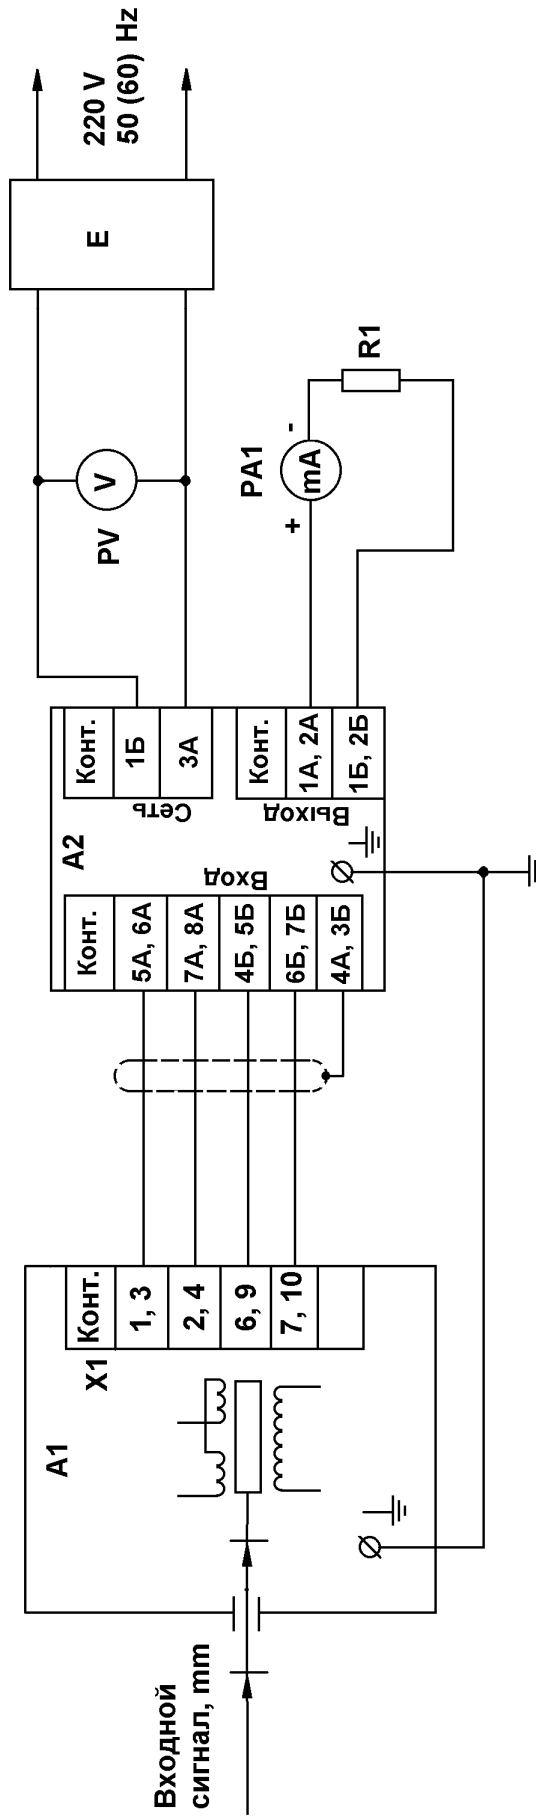 Входной
сигнал, mm
A1
X1
Конт.
1, 3
2, 4
6, 9
7, 10
A2
Вход
Конт.
5А, 6А
7А, 8А
4Б, 5Б
6Б, 7Б
4А, 3Б
Сеть
Конт.
1Б
3А
Выход
Конт.
1А, 2А
1Б, 2Б
PV
V
E
220 V
50 (60) Hz
PA1
+
mA
-
R1